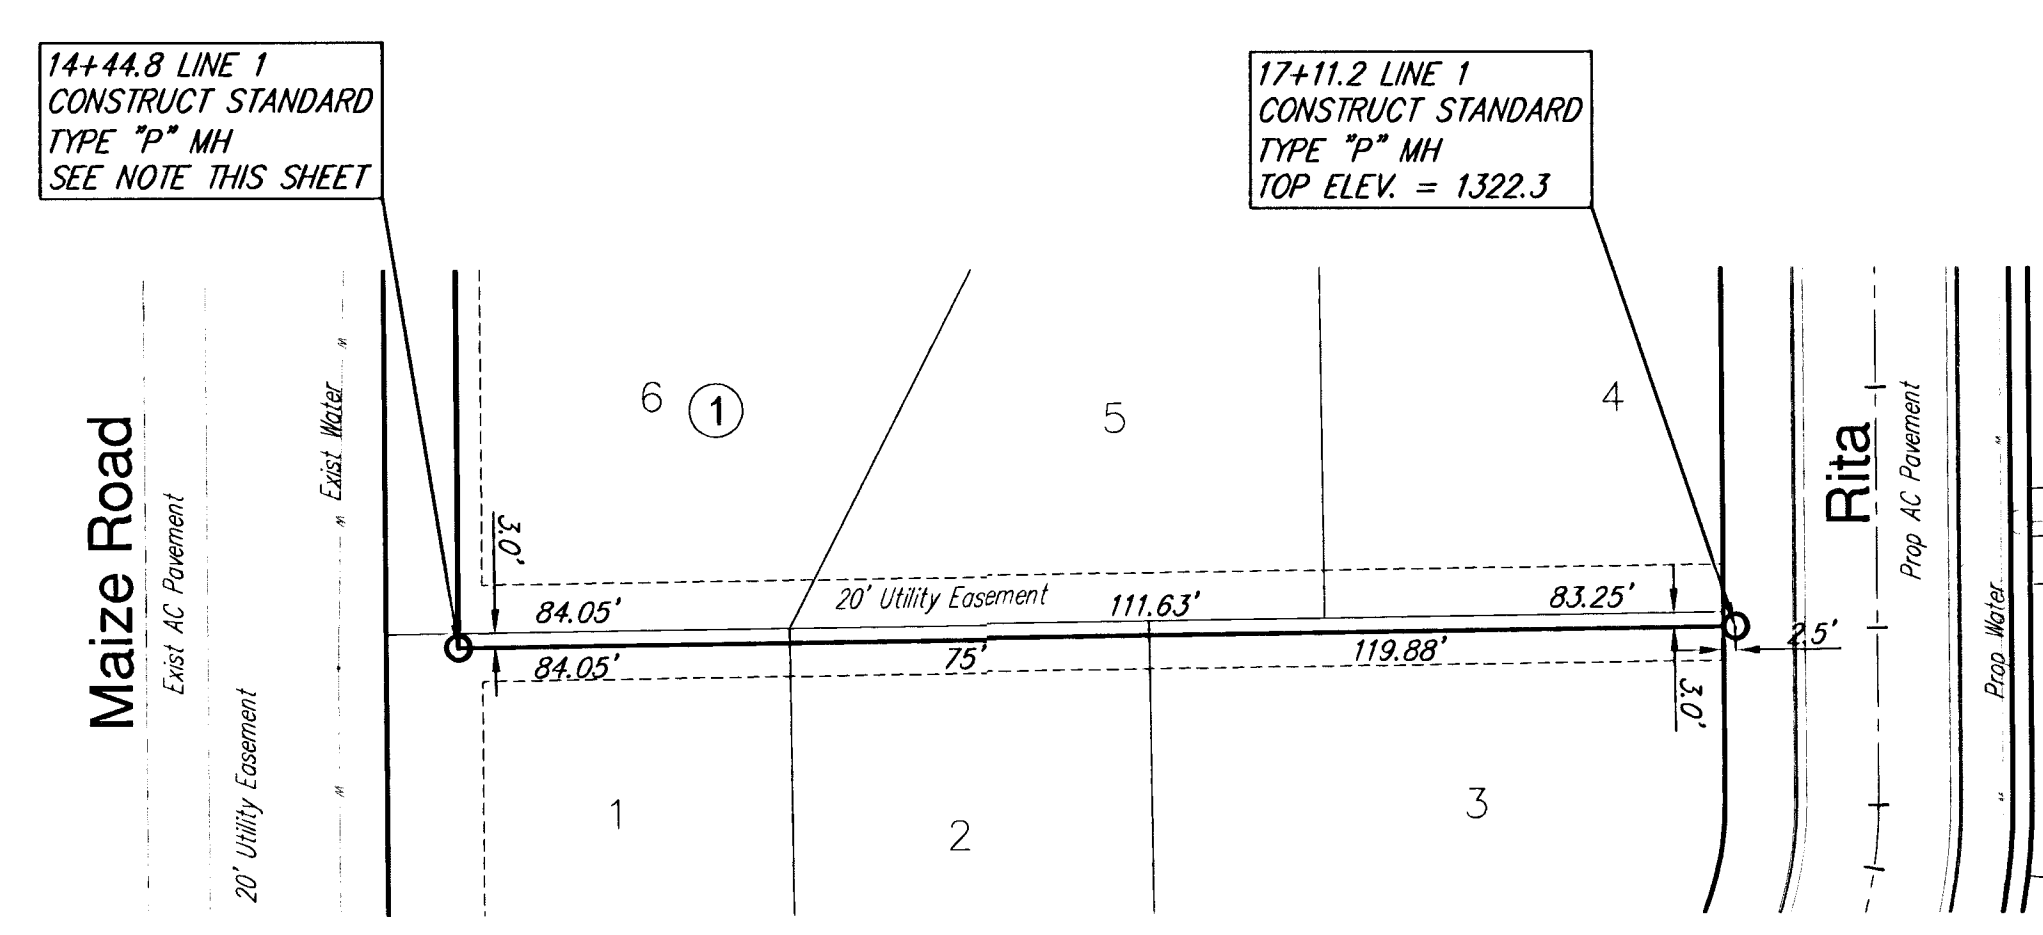 14+44.8 LINE 1
CONSTRUCT STANDARD
TYPE "P" MH
SEE NOTE THIS SHEET
17+11.2 LINE 1
CONSTRUCT STANDARD
TYPE "P" MH
TOP ELEV. = 1322.3
Maize Road
Exist AC Pavement
20' Utility Easement
W
Exist Water
W
W
6
1
5
4
3.0'
84.05'
20' Utility Easement
111.63'
83.25'
84.05'
75'
119.88'
2.5'
3.0'
1
2
3
Rita
Prop AC Pavement
Prop Water